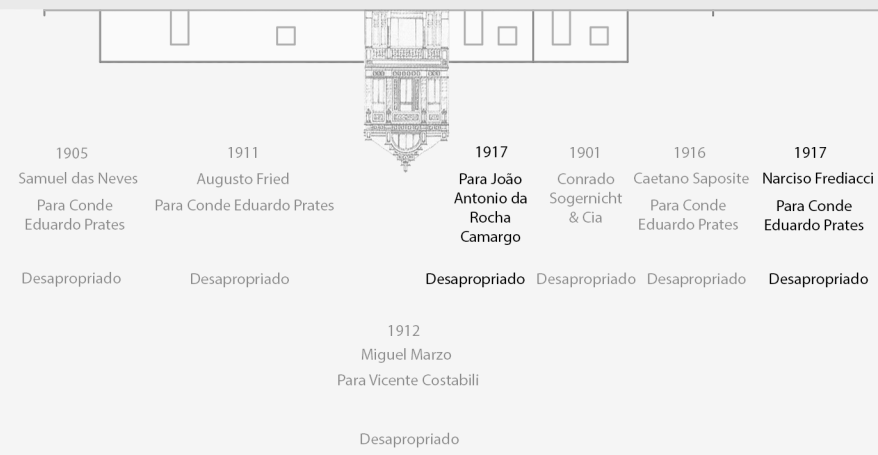 1905
Samuel das Neves
Para Conde
Eduardo Prates
Desapropriado
1911
Augusto Fried
Para Conde Eduardo Prates
Desapropriado
1912
Miguel Marzo
Para Vicente Costabili
Desapropriado
1917
Para João
Antonio da
Rocha
Camargo
Desapropriado
1901
Conrado
Sogernicht
& Cia
Desapropriado
1916
Caetano Saposite
Para Conde
Eduardo Prates
Desapropriado
1917
Narciso Frediacci
Para Conde
Eduardo Prates
Desapropriado